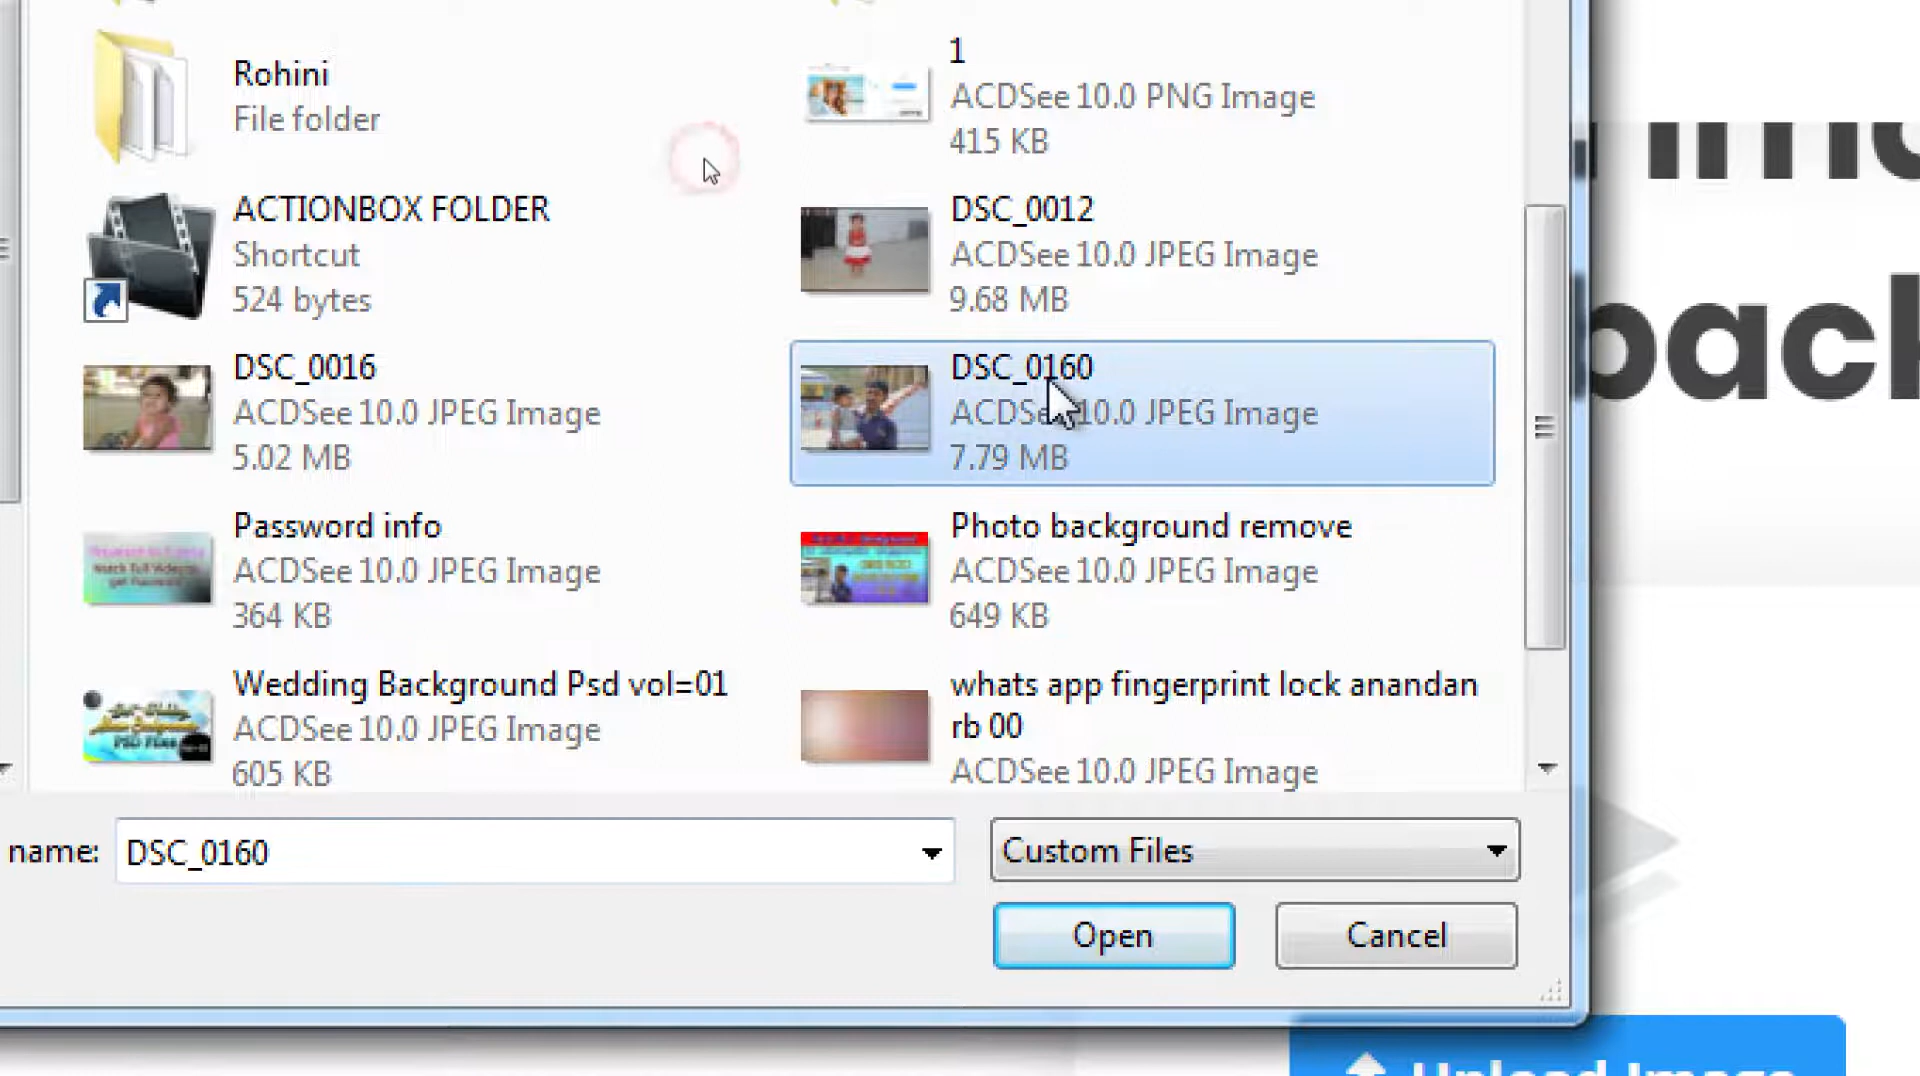 Rohini
File folder
1
ACDSee 10.0 PNG Image
415 KB
ACTIONBOX FOLDER
Shortcut
524 bytes
DSC_0012
ACDSee 10.0 JPEG Image
9.68 MB
DSC_0016
ACDSee 10.0 JPEG Image
5.02 MB
DSC_0160
ACDSee 10.0 JPEG Image
7.79 MB
Password info
ACDSee 10.0 JPEG Image
364 KB
Photo background remove
ACDSee 10.0 JPEG Image
649 KB
Wedding Background Psd vol=01
ACDSee 10.0 JPEG Image
605 KB
whats app fingerprint lock anandan
rb 00
ACDSee 10.0 JPEG Image
name: DSC_0160
Custom Files
Open
Cancel
back
Upload Image